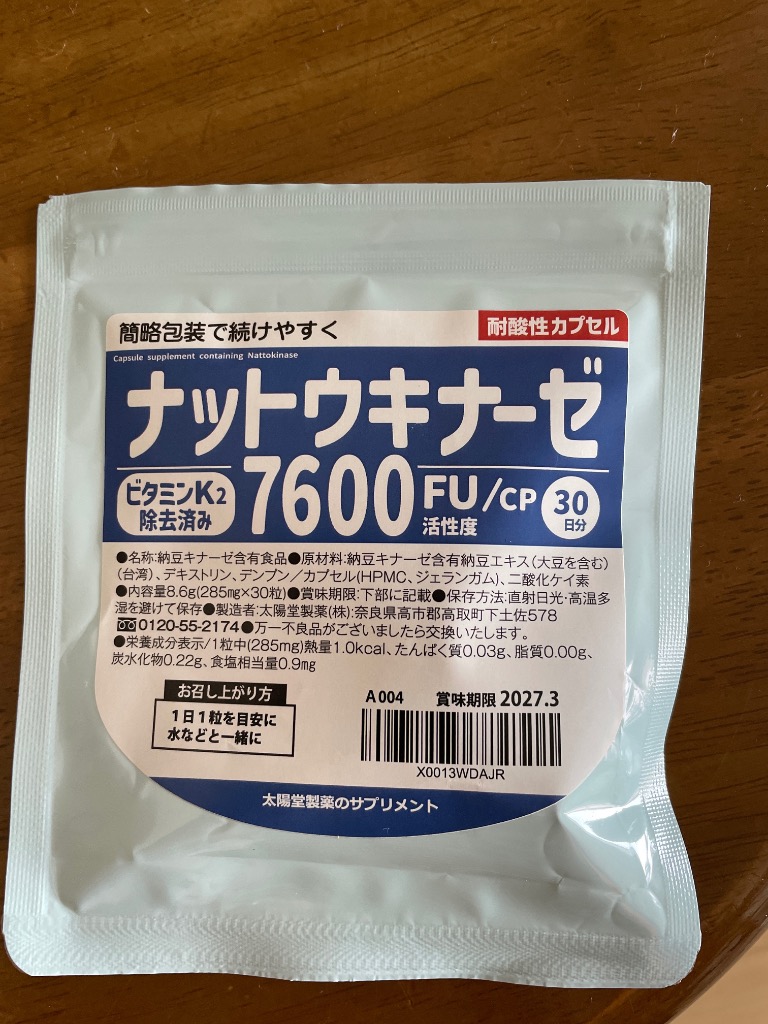 簡略包装で続けやすく
耐酸性カプセル
Capsule supplement containing Nattokinase
ナットウキナーゼ
ビタミンK2
除去済み
7600 FU/CP
活性度
30
日分
●名称:納豆キナーゼ含有食品●原材料:納豆キナーゼ含有納豆エキス(大豆を含む)
(台湾)、デキストリン、デンプン/カプセル(HPMC、ジェランガム)、二酸化ケイ素
●内容量8.6g(285mg×30粒)●賞味期限:下部に記載●保存方法:直射日光・高温多
湿を避けて保存●製造者:太陽堂製薬(株):奈良県高市郡高取町下土佐578
0120-55-2174●万一不良品がございましたら交換いたします。
●栄養成分表示/1粒中(285mg)熱量1.0kcal、たんぱく質0.03g、脂質0.00g、
炭水化物0.22g、食塩相当量0.9mg
お召し上がり方
1日1粒を目安に
水などと一緒に
A004 賞味期限 2027.3
X0013WDAJR
太陽堂製薬のサプリメント